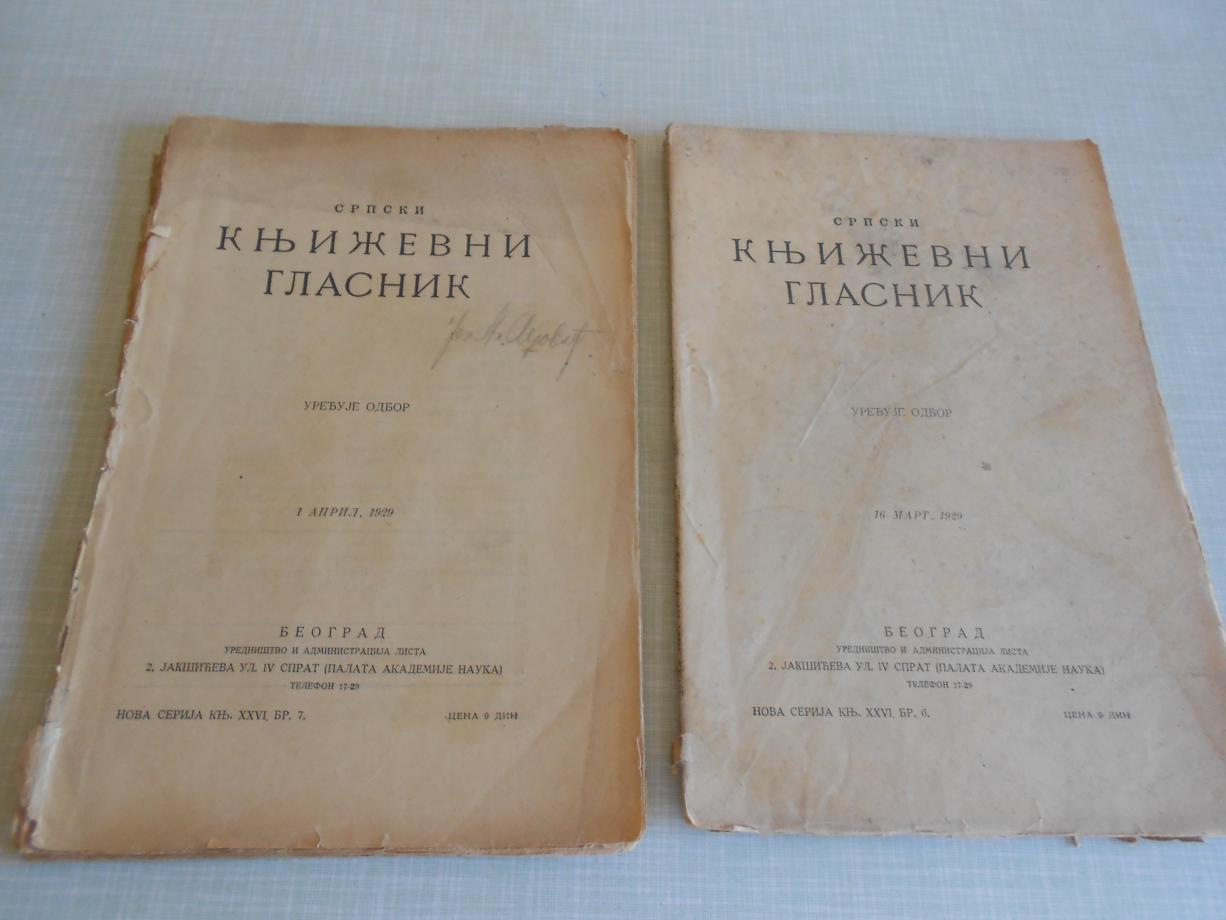 СРПСКИ
КЊИЖЕВНИ
ГЛАСНИК
УРЕЂУЈЕ ОДБОР
1 АПРИЛ, 1929
БЕОГРАД
УРЕДНИШТВО И АДМИНИСТРАЦИЈА ЛИСТА
2, ЈАКШИЋЕВА УЛ. IV СПРАТ (ПАЛАТА АКАДЕМИЈЕ НАУКА)
ТЕЛЕФОН 17-29
НОВА СЕРИЈА КЊ. XXVI, БР. 7.
ЦЕНА 9 ДИН
СРПСКИ
КЊИЖЕВНИ
ГЛАСНИК
УРЕЂУЈЕ ОДБОР
16 МАРТ, 1929
БЕОГРАД
УРЕДНИШТВО И АДМИНИСТРАЦИЈА ЛИСТА
2, ЈАКШИЋЕВА УЛ. IV СПРАТ (ПАЛАТА АКАДЕМИЈЕ НАУКА)
ТЕЛЕФОН 17-29
НОВА СЕРИЈА КЊ. XXVI, БР. 6.
ЦЕНА 9 ДИН